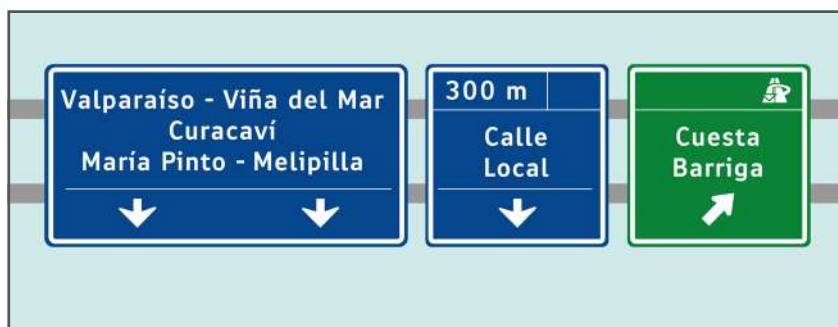 Valparaíso - Viña del Mar
Curacaví
María Pinto - Melipilla
300 m
Calle
Local
Cuesta
Barriga